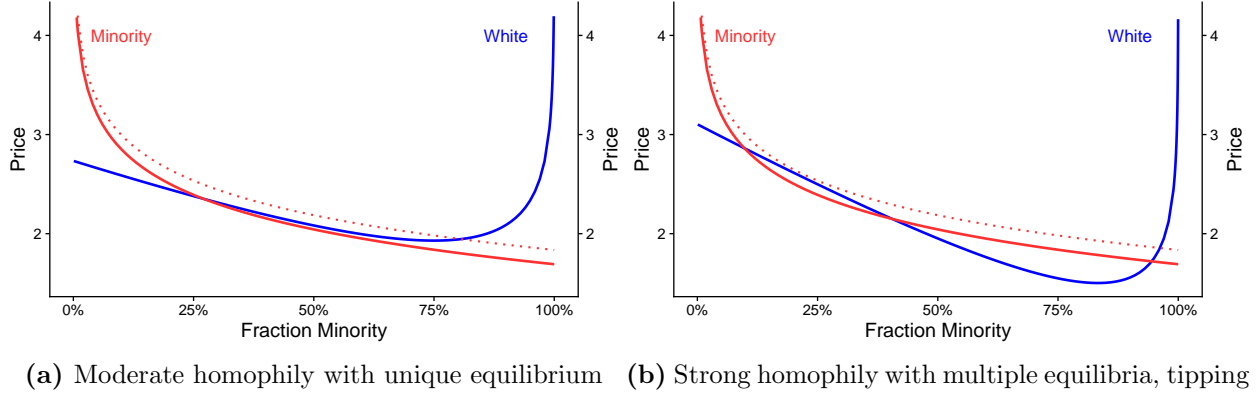 Minority
White
4
3
2
4
3
2
Price
Price
0%
25%
50%
75%
100%
Fraction Minority
(a) Moderate homophily with unique equilibrium
Minority
White
4
3
2
4
3
2
Price
Price
0%
25%
50%
75%
100%
Fraction Minority
(b) Strong homophily with multiple equilibria, tipping